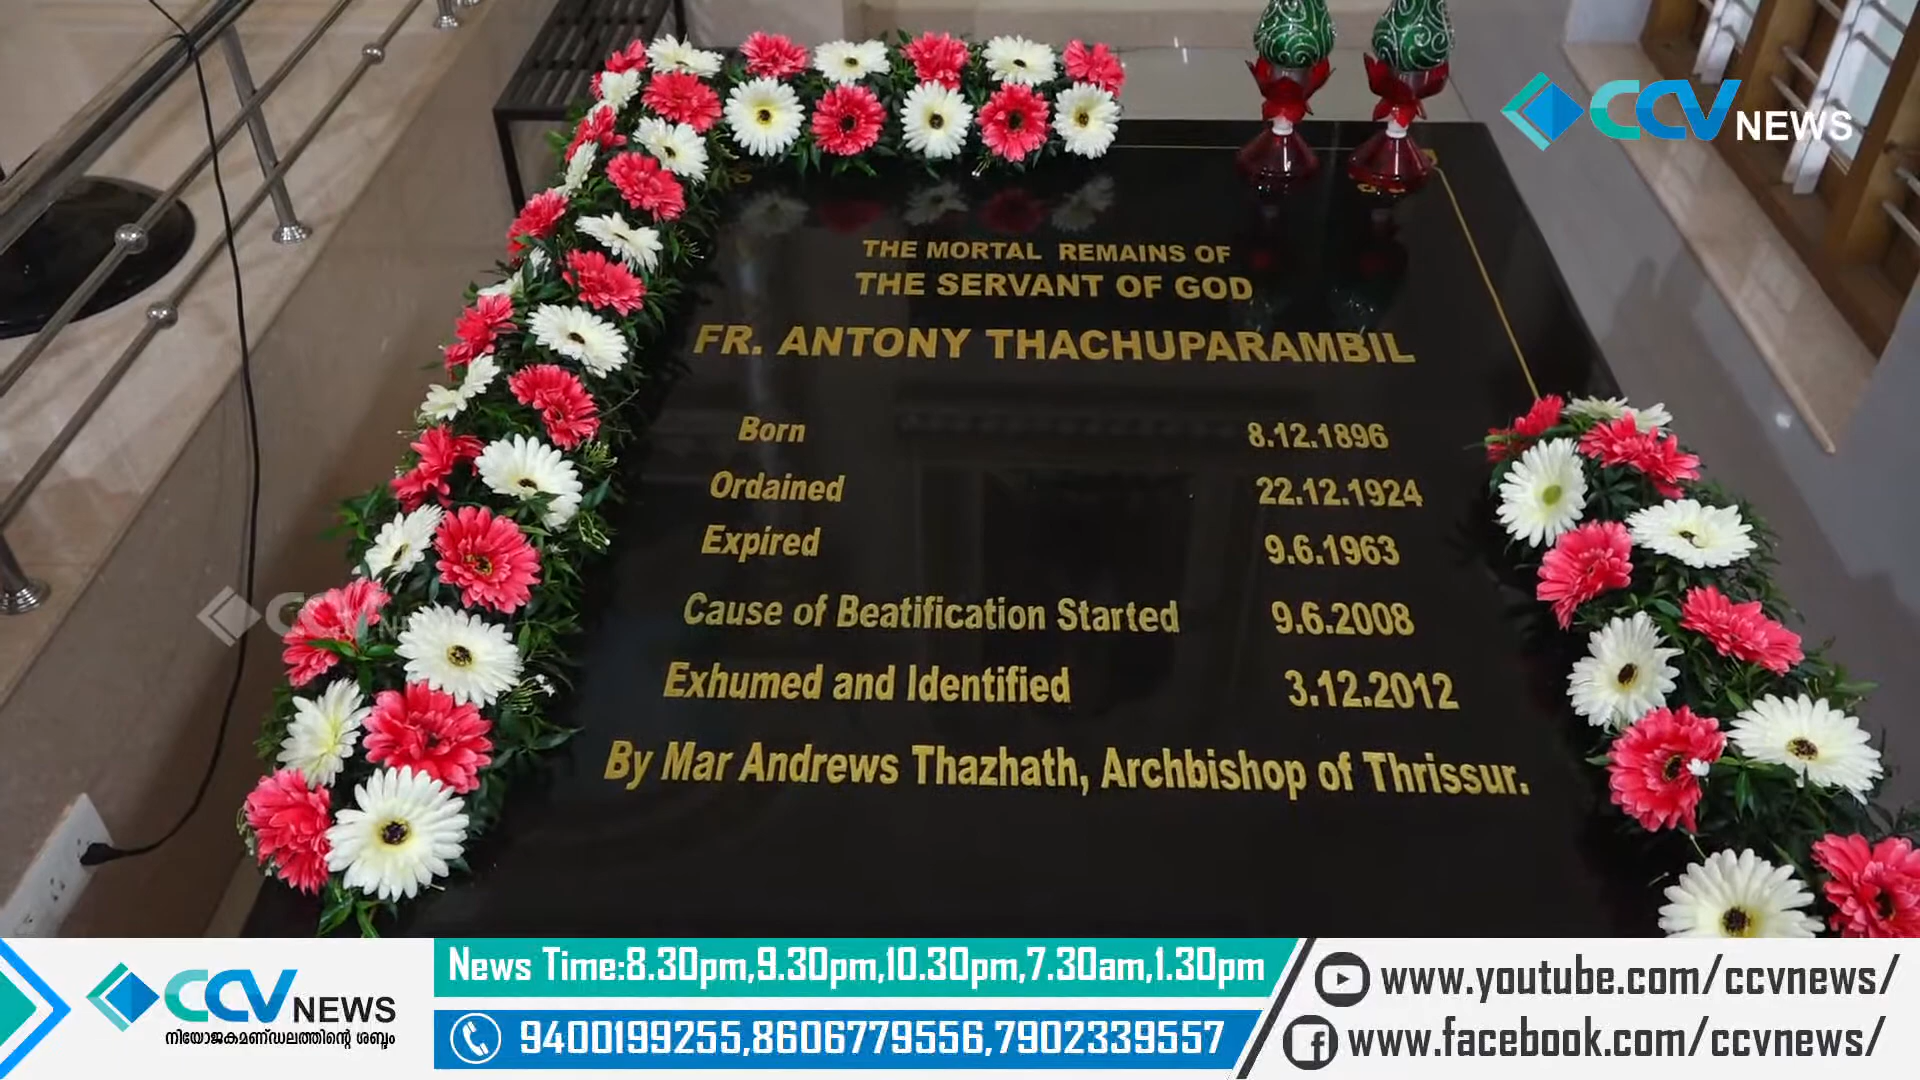 CCV NEWS
THE MORTAL REMAINS OF
THE SERVANT OF GOD
FR. ANTONY THACHUPARAMBIL
Born 8.12.1896
Ordained 22.12.1924
Expired 9.6.1963
Cause of Beatification Started 9.6.2008
Exhumed and Identified 3.12.2012
By Mar Andrews Thazhath, Archbishop of Thrissur.
CCV NEWS
CCV NEWS
നിയോജകമണ്ഡലത്തിന്റെ ശബ്ദം
News Time:8.30pm,9.30pm,10.30pm,7.30am,1.30pm
9400199255,8606779556,7902339557
www.youtube.com/ccvnews/
www.facebook.com/ccvnews/